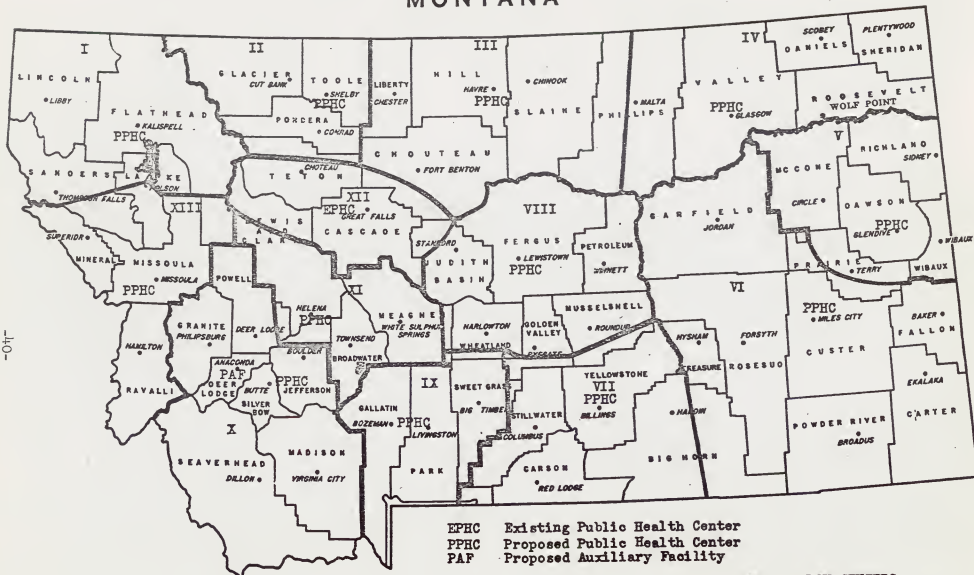 MONTANA
I
II
III
IV
LINCOLN
LIBBY
FLATHEAD
PPHC
KALISPELL
GLACIER
CUT BANK
TOOLE
SHELBY
PPHC
PONDERA
CONRAD
LIBERTY
CHESTER
HILL
HAVRE
PPHC
CHINOOK
BLAINE
MALTA
PHILLIPS
VALLEY
PPHC
GLASGOW
SCOBEY
DANIELS
PLENTYWOOD
SHERIDAN
ROOSEVELT
WOLF POINT
V
RICHLAND
SIDNEY
MCCONE
CIRCLE
DAWSON
PPHC
GLENDIVE
WIBAUX
WIBAUX
PRAIRIE
TERRY
SANDERS
THOMPSON FALLS
LAKE
POLSON
XIII
CHOTEAU
TETON
CHOUTEAU
FORT BENTON
XII
EPHC
GREAT FALLS
CASCADE
LEWIS
AND
CLARK
SUPERIOR
MINERAL
MISSOULA
MISSOULA
PPHC
POWELL
STANFORD
JUDITH
BASIN
VIII
FERGUS
LEWISTOWN
PPHC
PETROLEUM
WINNETT
GARFIELD
JORDAN
VI
PPHC
MILES CITY
CUSTER
BAKER
FALLON
EKALAKA
CARTER
POWDER RIVER
BROADUS
FORSYTH
ROSEBUD
HYSHAM
TREASURE
GRANITE
PHILIPSBURG
DEER LODGE
HELENA
PPHC
XI
MEAGHER
WHITE SULPHUR
SPRINGS
TOWNSEND
BROADWATER
HARLOWTON
WHEATLAND
GOLDEN
VALLEY
RYEGATE
MUSSELSHELL
ROUNDUP
HAMILTON
RAVALLI
ANACONDA
PAF
DEER
LODGE
BUTTE
SILVER
BOW
PPHC
BOULDER
JEFFERSON
X
BEAVERHEAD
DILLON
MADISON
VIRGINIA CITY
IX
GALLATIN
BOZEMAN
PPHC
LIVINGSTON
PARK
SWEET GRASS
BIG TIMBER
STILLWATER
COLUMBUS
YELLOWSTONE
VII
PPHC
BILLINGS
CARBON
RED LODGE
HARDIN
BIG HORN
-40-
EPHC Existing Public Health Center
PPHC Proposed Public Health Center
PAF Proposed Auxiliary Facility